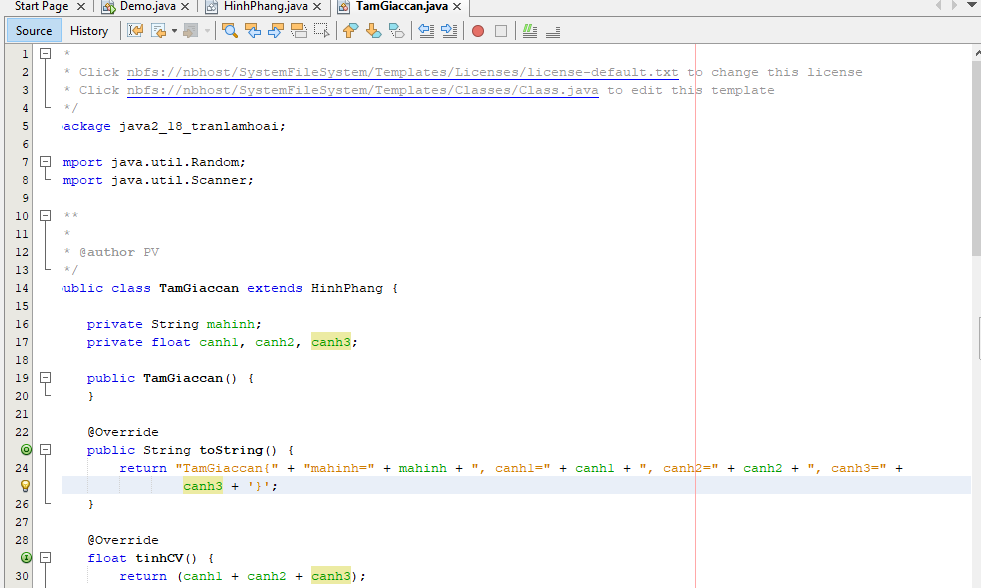 Start Page Demo.java HinhPhang.java TamGiaccan.java
Source History
1 *
2 * Click nbfs://nbhost/SystemFileSystem/Templates/Licenses/license-default.txt to change this license
3 * Click nbfs://nbhost/SystemFileSystem/Templates/Classes/Class.java to edit this template
4 */
5 ackage java2_18_tranlamhoai;
6
7 mport java.util.Random;
8 mport java.util.Scanner;
9
10 **
11 *
12 * @author PV
13 */
14 ublic class TamGiaccan extends HinhPhang {
15
16 private String mahinh;
17 private float canh1, canh2, canh3;
18
19 public TamGiaccan() {
20 }
21
22 @Override
public String toString() {
24 return "TamGiaccan{" + "mahinh=" + mahinh + ", canh1=" + canh1 + ", canh2=" + canh2 + ", canh3=" +
canh3 + '}';
26 }
27
28 @Override
float tinhCV() {
30 return (canh1 + canh2 + canh3);